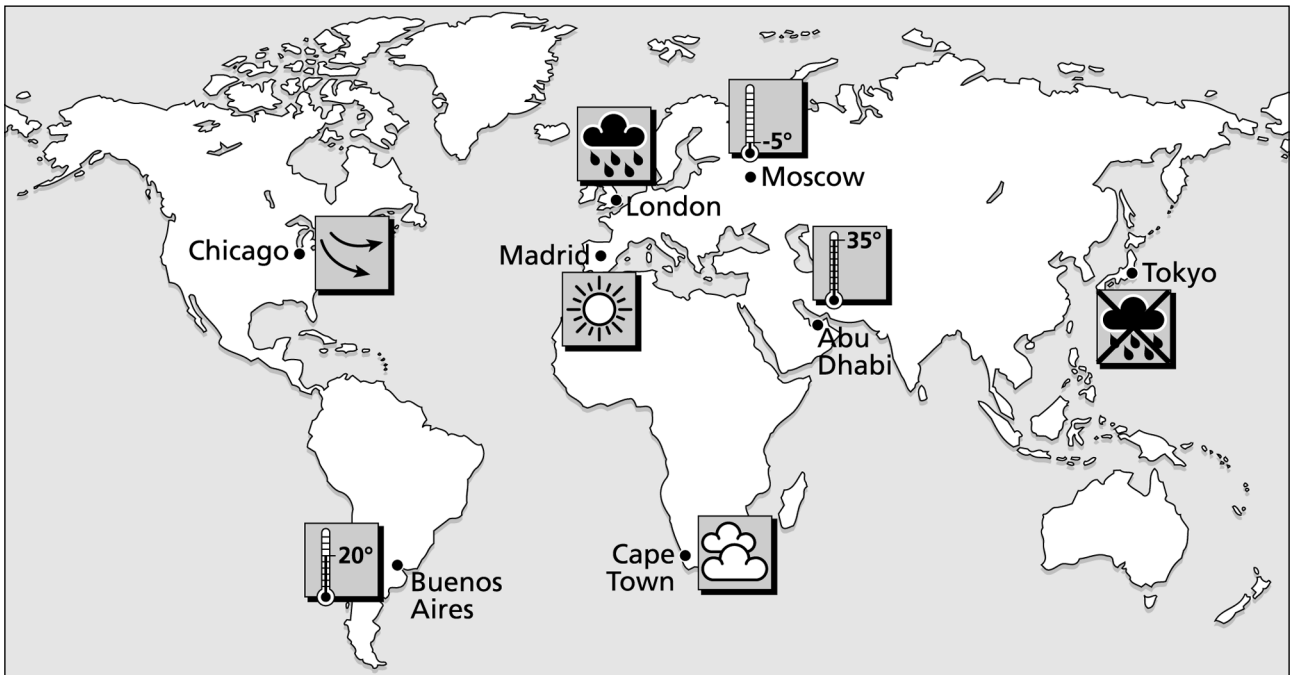 -5°
Moscow
London
Chicago
Madrid
35°
Tokyo
Abu
Dhabi
20°
Cape
Town
Buenos
Aires